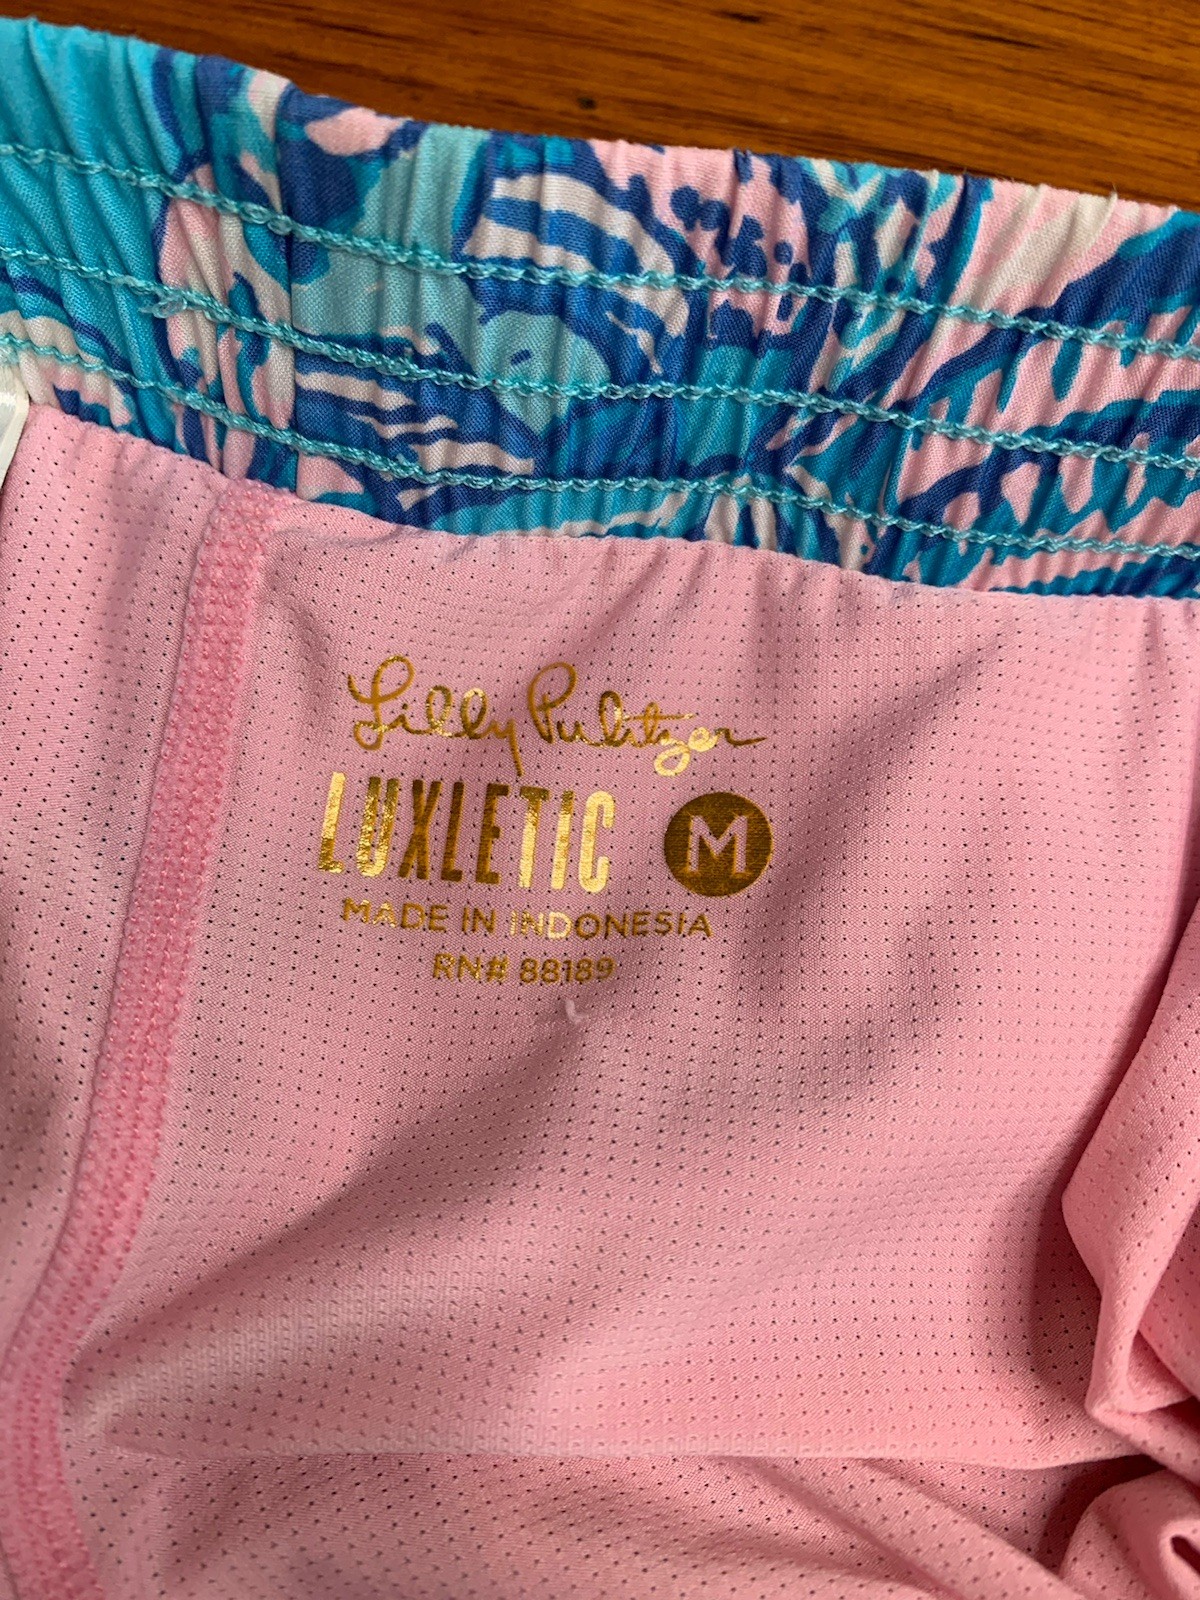 Lilly Pulitzer
LUXLETIC M
MADE IN INDONESIA
RN# 88189